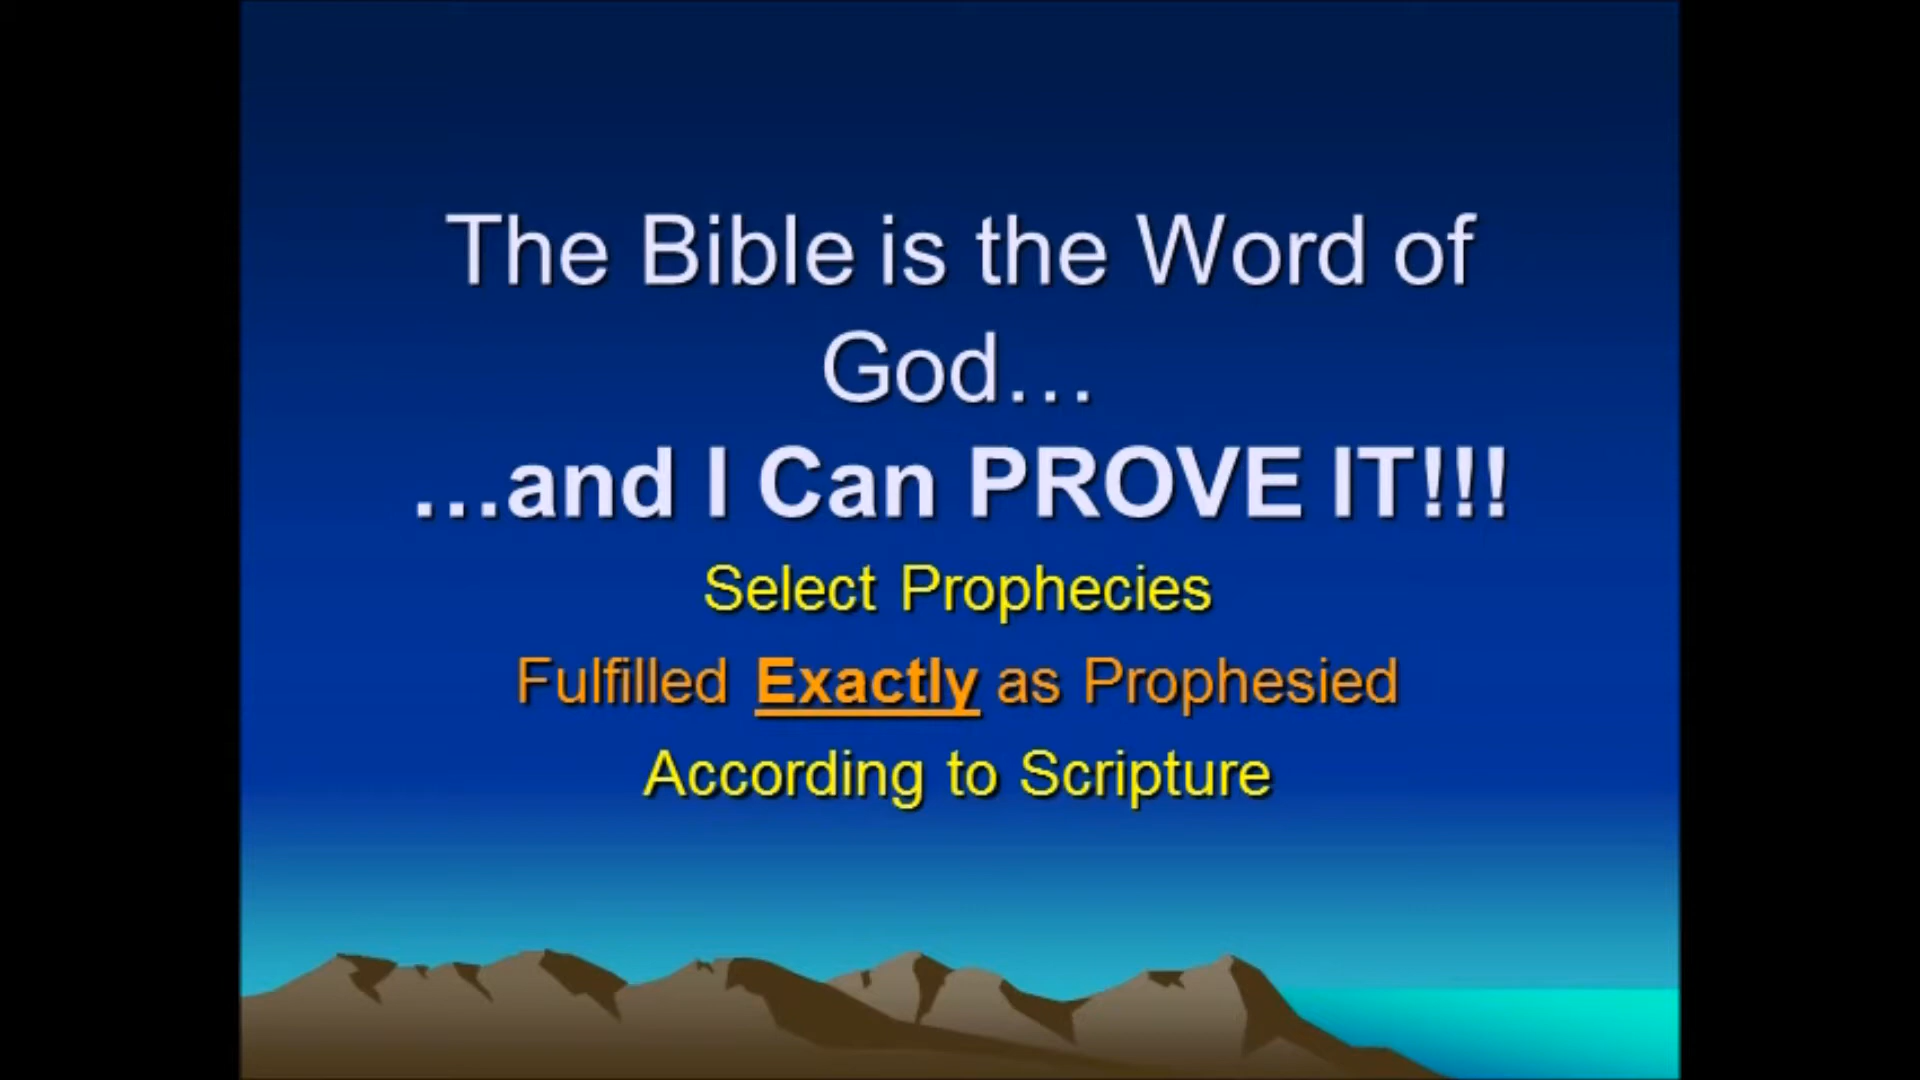 The Bible is the Word of
God…
…and I Can PROVE IT!!!
Select Prophecies
Fulfilled Exactly as Prophesied
According to Scripture